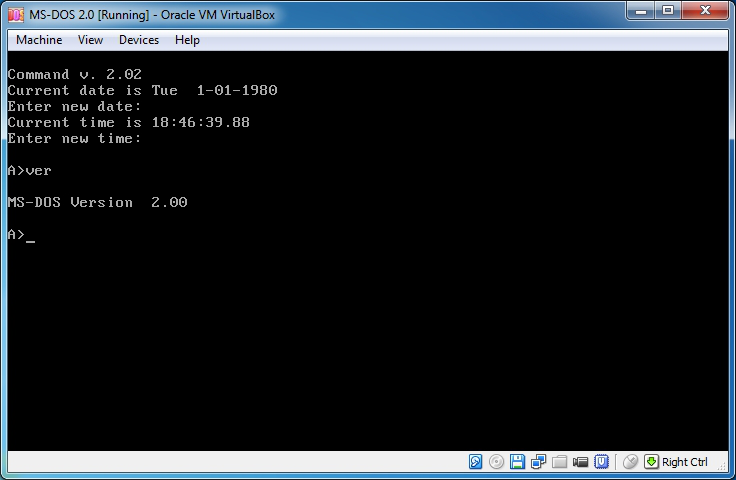 MS-DOS 2.0 [Running] - Oracle VM VirtualBox
Machine View Devices Help
Command v. 2.02
Current date is Tue  1-01-1980
Enter new date:
Current time is 18:46:39.88
Enter new time:
A>ver
MS-DOS Version  2.00
A>_
Right Ctrl